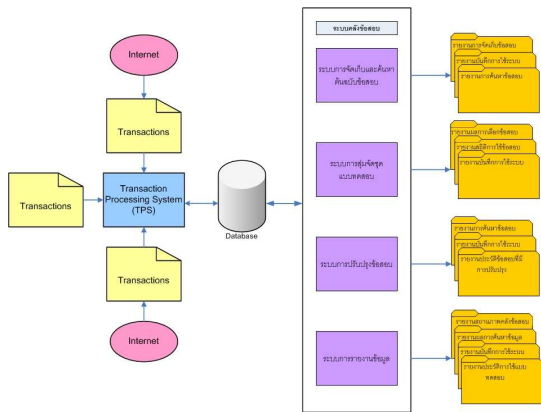 Internet
Transactions
Transactions
Transaction
Processing System
(TPS)
Transactions
Internet
Database
ระบบคลังข้อสอบ
ระบบการจัดเก็บและค้นหา
ต้นฉบับข้อสอบ
ระบบการสุ่มจัดชุด
แบบทดสอบ
ระบบการปรับปรุงข้อสอบ
ระบบการรายงานข้อมูล
รายงานการจัดเก็บข้อสอบ
รายงานบันทึกการใช้ระบบ
รายงานการค้นหาข้อสอบ
รายงานผลการเลือกข้อสอบ
รายงานสถิติการใช้ข้อสอบ
รายงานบันทึกการใช้ระบบ
รายงานการค้นหาข้อสอบ
รายงานบันทึกการใช้ระบบ
รายงานประวัติข้อสอบที่มี
การปรับปรุง
รายงานสถานภาพคลังข้อสอบ
รายงานผลการค้นหาข้อมูล
รายงานบันทึกการใช้ระบบ
รายงานประวัติการใช้แบบ
ทดสอบ